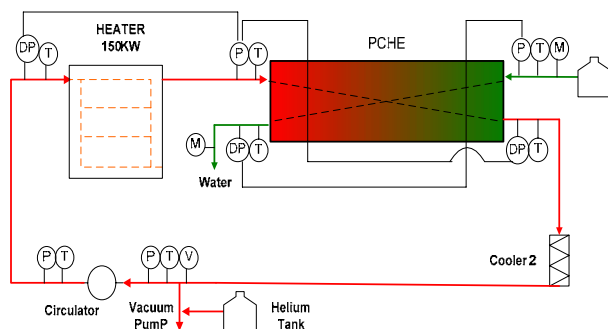 HEATER
150KW
PCHE
DP T
P T
P T M
M
DP T
DP T
Water
Cooler 2
P T
P T V
Circulator
Vacuum
PumP
Helium
Tank